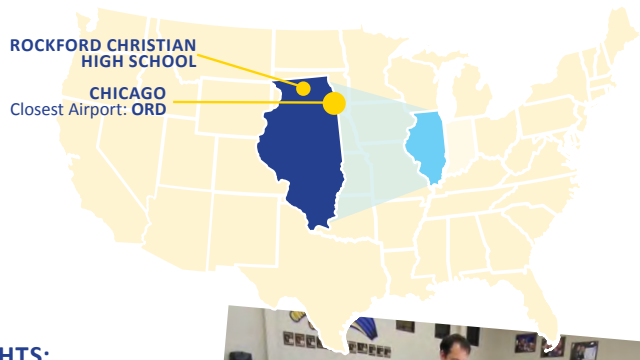 ROCKFORD CHRISTIAN
HIGH SCHOOL
CHICAGO
Closest Airport: ORD
HTS: